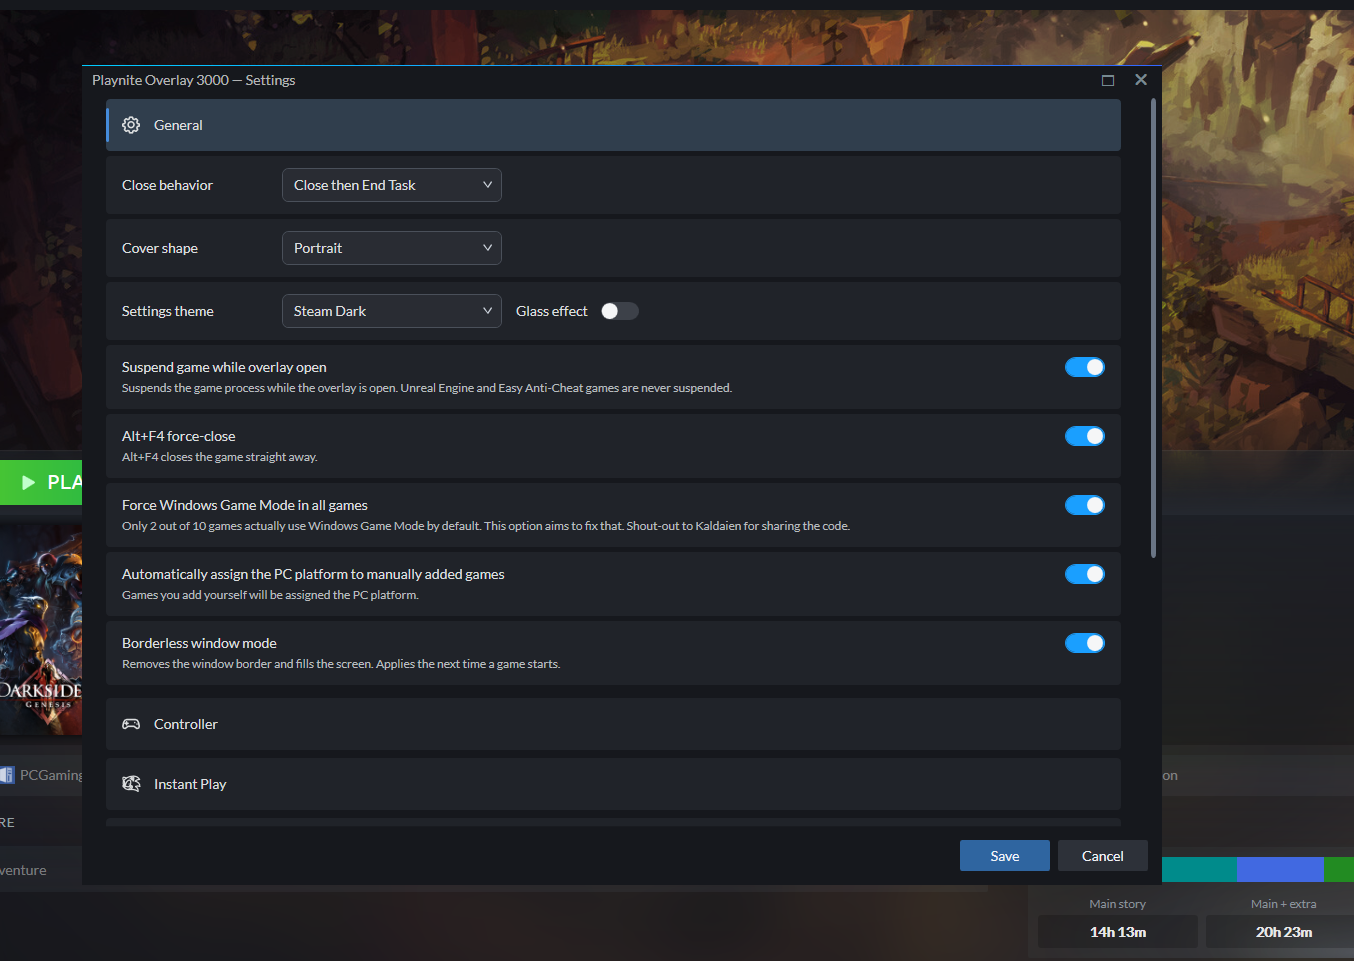 Playnite Overlay 3000 — Settings
General
Close behavior
Close then End Task
Cover shape
Portrait
Settings theme
Steam Dark
Glass effect
Suspend game while overlay open
Suspends the game process while the overlay is open. Unreal Engine and Easy Anti-Cheat games are never suspended.
Alt+F4 force-close
Alt+F4 closes the game straight away.
Force Windows Game Mode in all games
Only 2 out of 10 games actually use Windows Game Mode by default. This option aims to fix that. Shout-out to Kaldaien for sharing the code.
Automatically assign the PC platform to manually added games
Games you add yourself will be assigned the PC platform.
Borderless window mode
Removes the window border and fills the screen. Applies the next time a game starts.
Controller
Instant Play
Save
Cancel
PLA
DARKSIDE
GENESIS
PCGaming
RE
venture
on
Main story
Main + extra
14h 13m
20h 23m